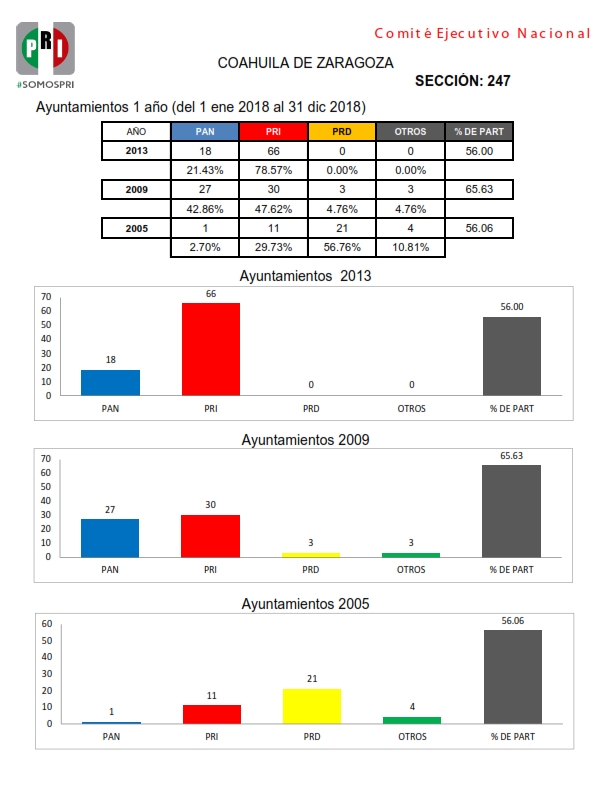 PRI
#SOMOSPRI
Comité Ejecutivo Nacional
COAHUILA DE ZARAGOZA
SECCIÓN: 247
Ayuntamientos 1 año (del 1 ene 2018 al 31 dic 2018)
AÑO PAN PRI PRD OTROS % DE PART
2013 18 66 0 0 56.00
21.43% 78.57% 0.00% 0.00%
2009 27 30 3 3 65.63
42.86% 47.62% 4.76% 4.76%
2005 1 11 21 4 56.06
2.70% 29.73% 56.76% 10.81%
Ayuntamientos 2013
70
60
50
40
30
20
10
0
18 66 0 0 56.00
PAN PRI PRD OTROS % DE PART
Ayuntamientos 2009
70
60
50
40
30
20
10
0
27 30 3 3 65.63
PAN PRI PRD OTROS % DE PART
Ayuntamientos 2005
60
50
40
30
20
10
0
1 11 21 4 56.06
PAN PRI PRD OTROS % DE PART